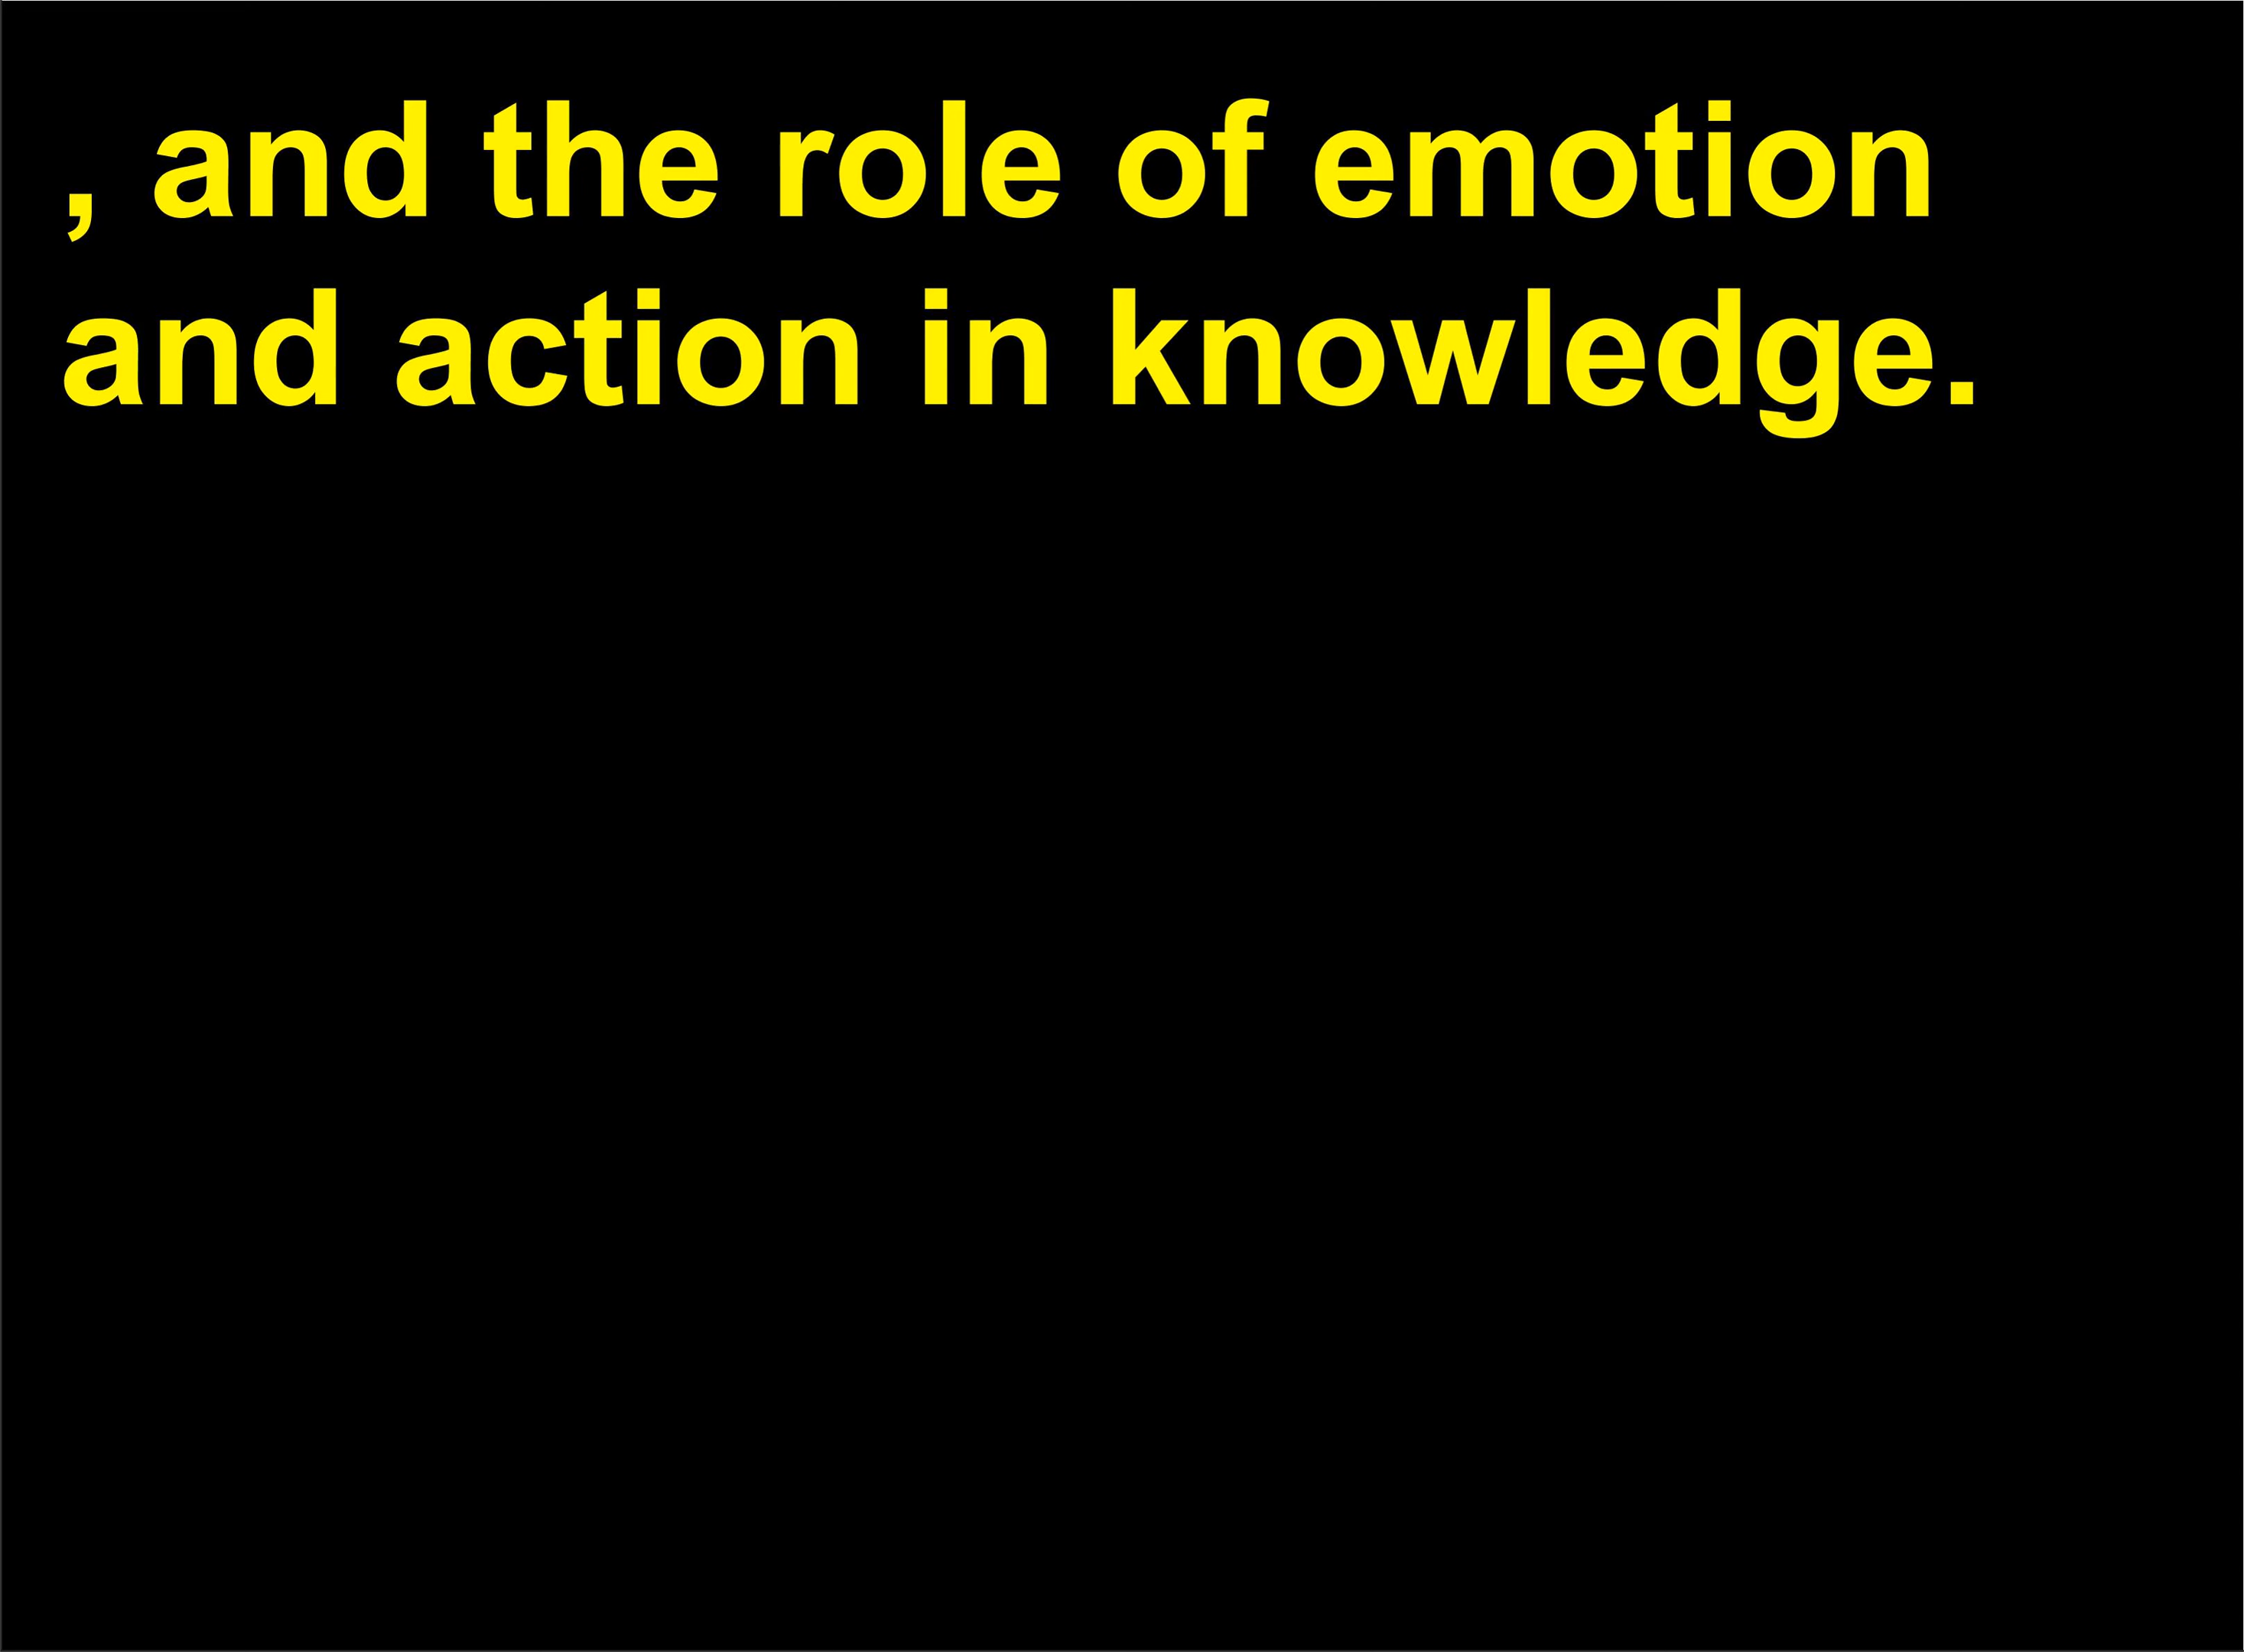 , and the role of emotion
and action in knowledge.